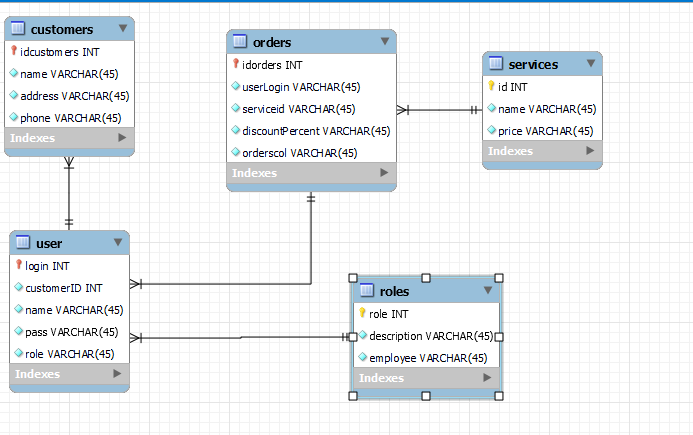 customers
idcustomers INT
name VARCHAR(45)
address VARCHAR(45)
phone VARCHAR(45)
Indexes
orders
idorders INT
userLogin VARCHAR(45)
serviceid VARCHAR(45)
discountPercent VARCHAR(45)
orderscol VARCHAR(45)
Indexes
services
id INT
name VARCHAR(45)
price VARCHAR(45)
Indexes
user
login INT
customerID INT
name VARCHAR(45)
pass VARCHAR(45)
role VARCHAR(45)
Indexes
roles
role INT
description VARCHAR(45)
employee VARCHAR(45)
Indexes